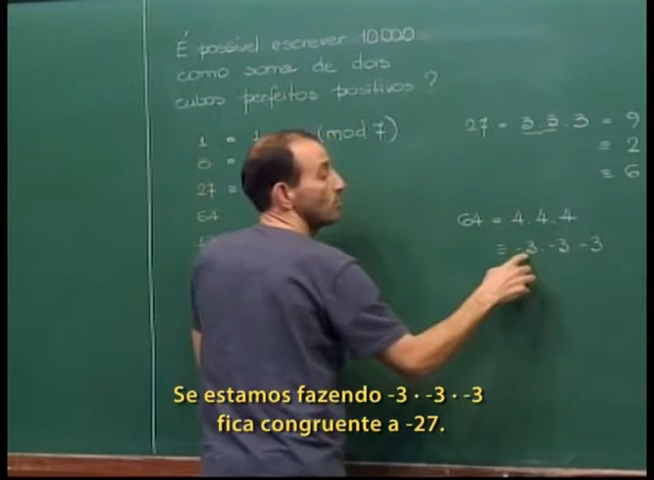 É possível escrever 10000
como soma de dois
cubos perfeitos positivos ?
1 ≡ 1 (mod 7)
8 ≡
27 ≡
64
27 = 3.3.3 = 9
≡ 2
≡ 6
64 = 4.4.4
≡ -3.-3.-3
Se estamos fazendo -3 · -3 · -3
fica congruente a -27.